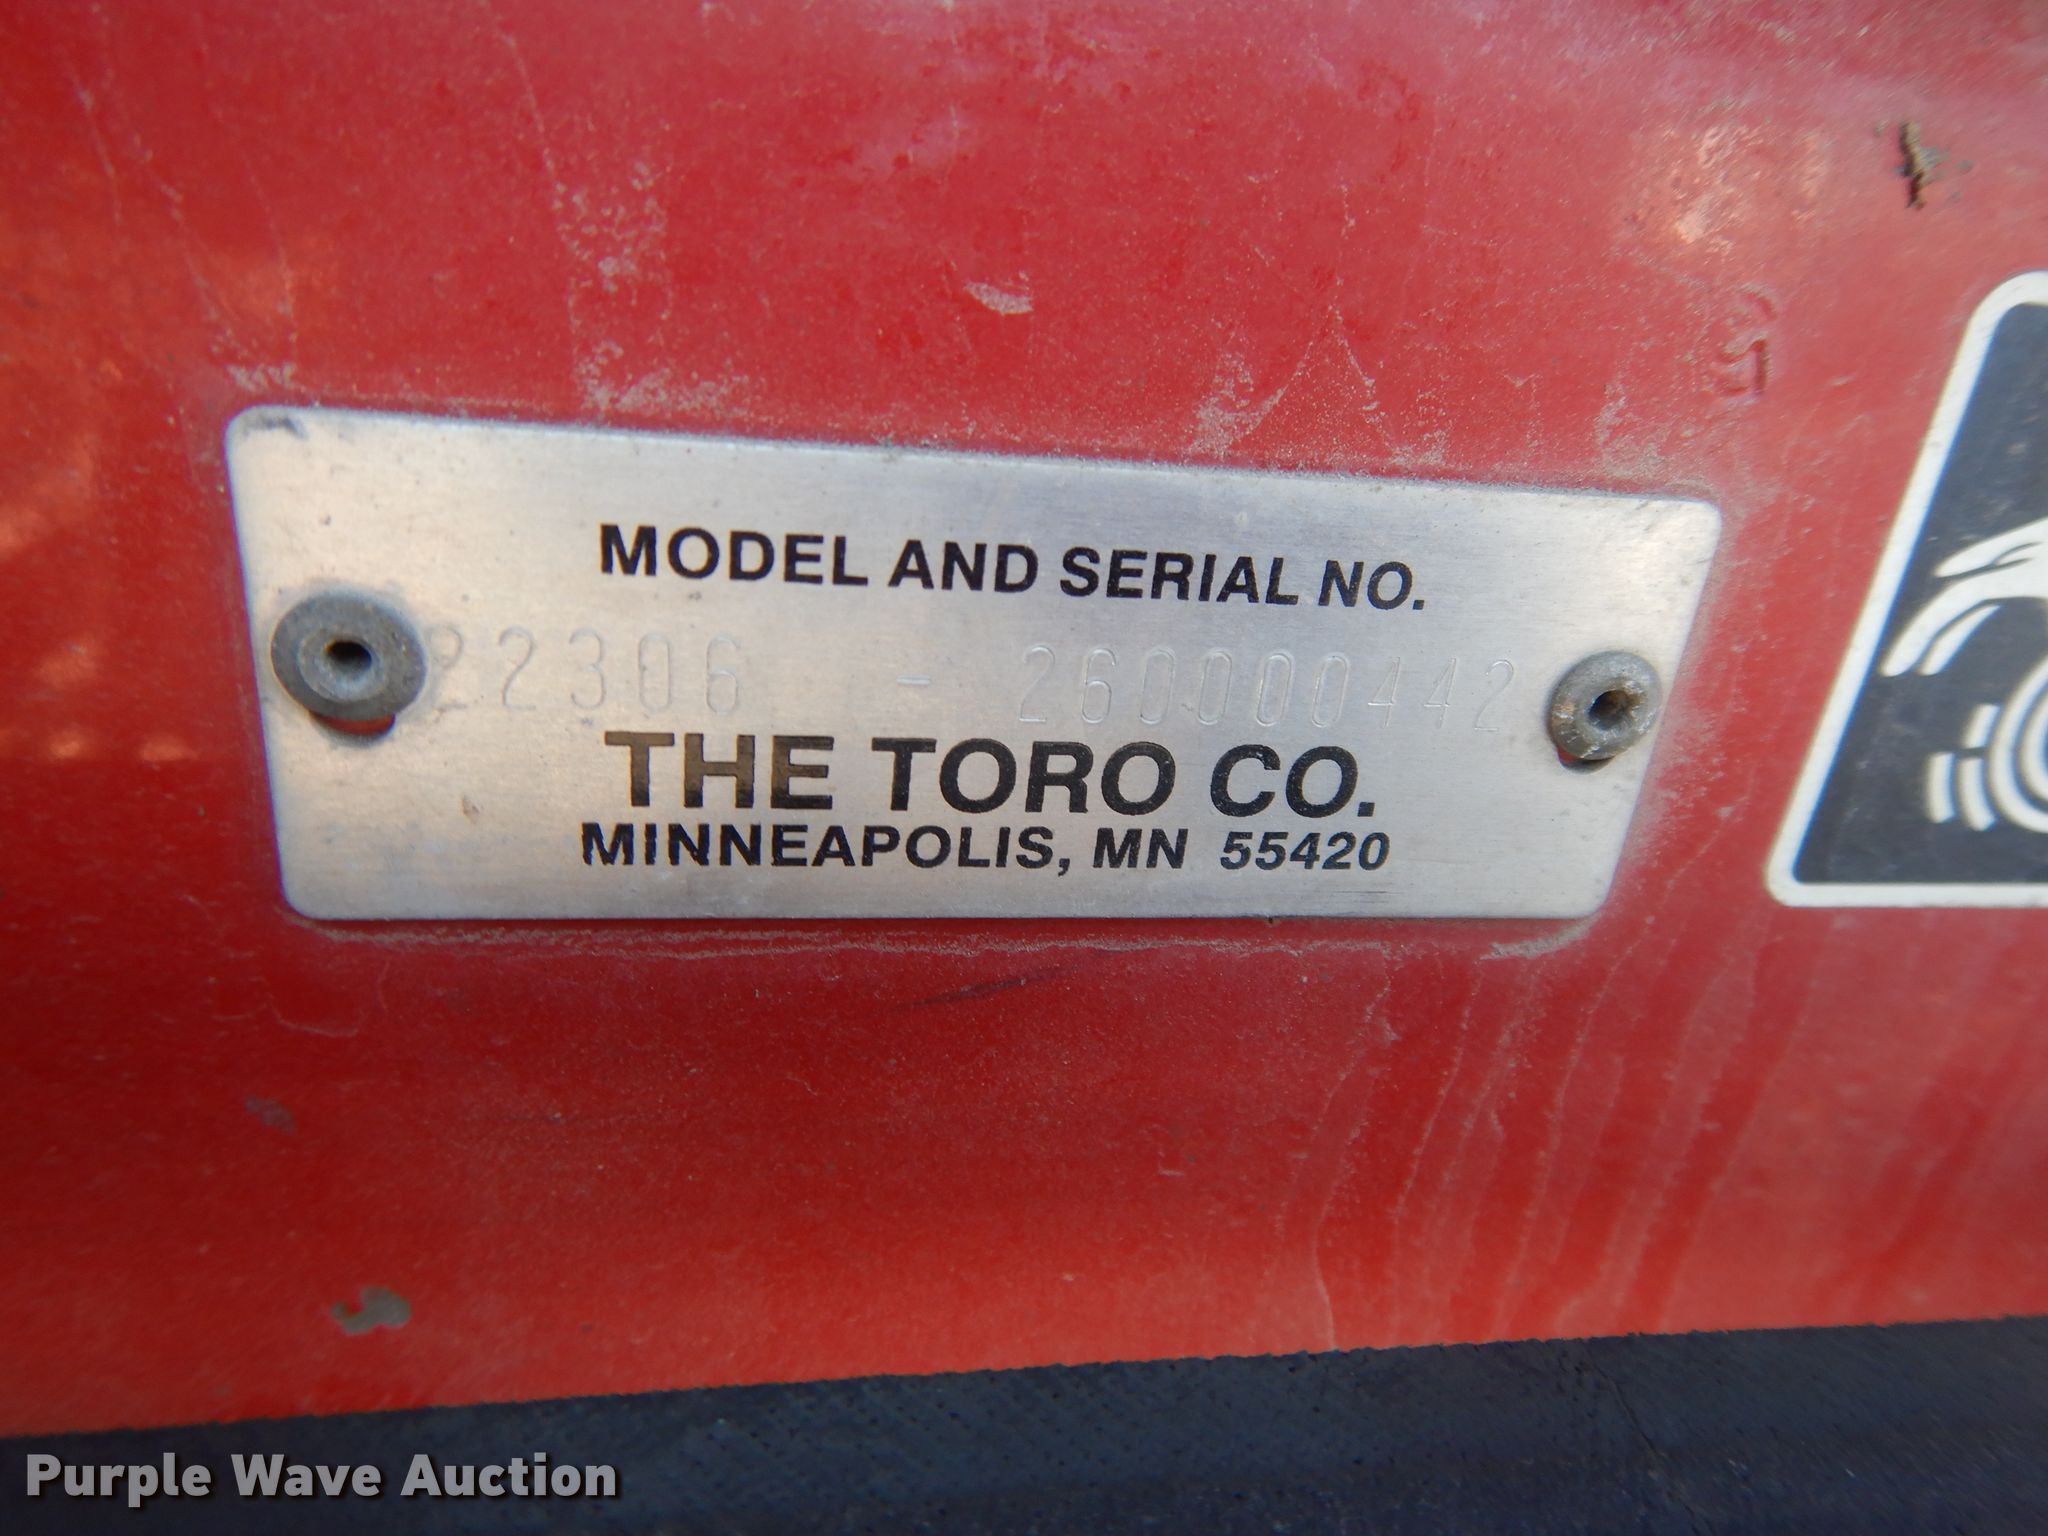 MODEL AND SERIAL NO.
22306 - 260000442
THE TORO CO.
MINNEAPOLIS, MN 55420
Purple Wave Auction